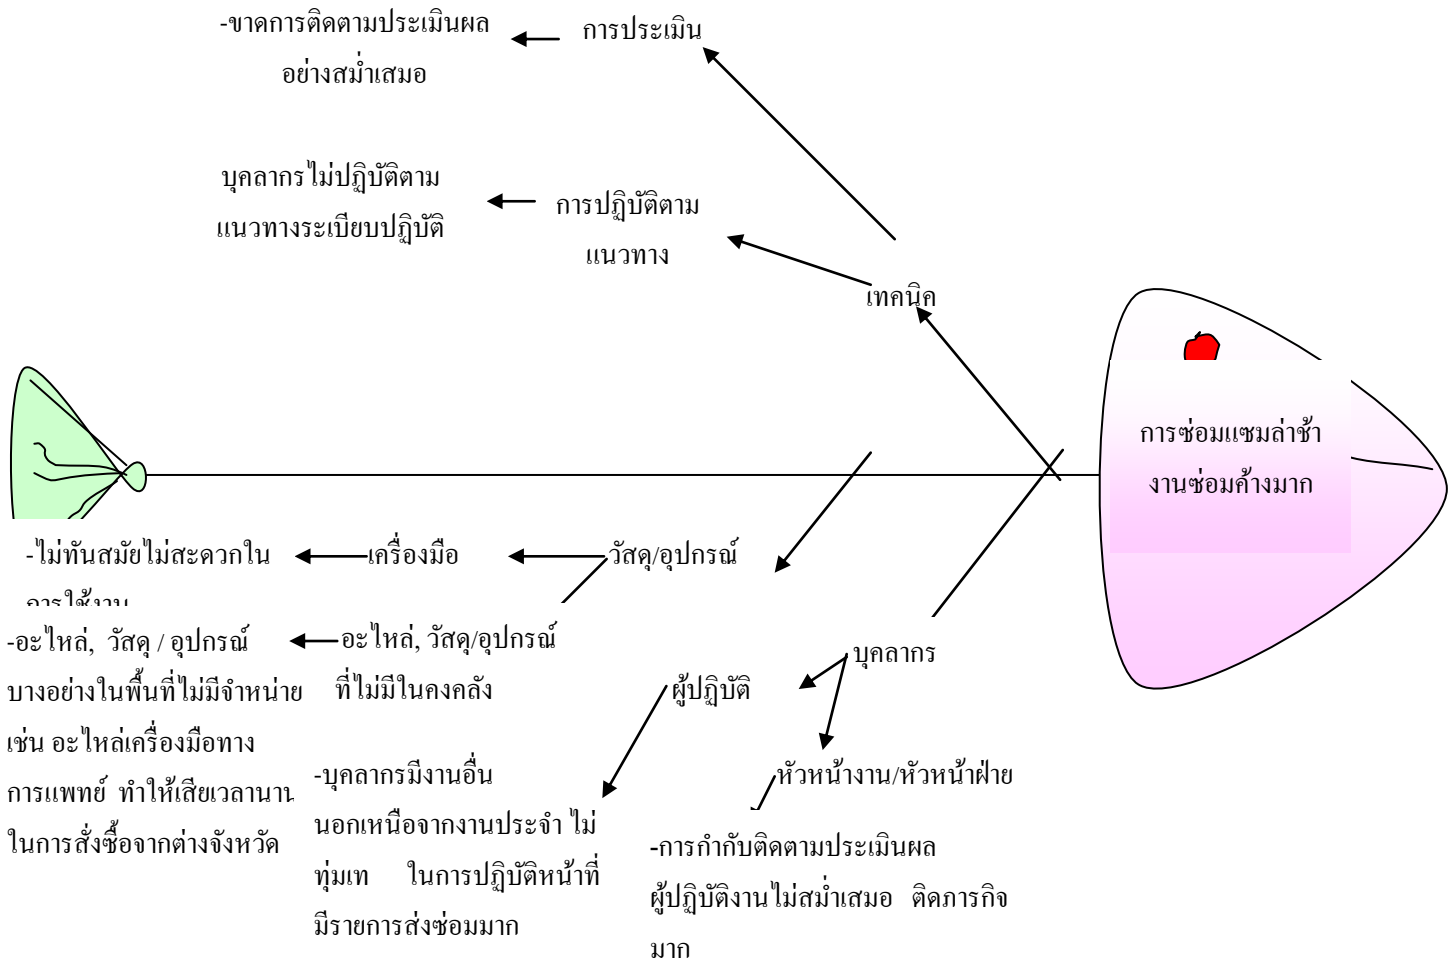 -ขาดการติดตามประเมินผล
อย่างสม่ำเสมอ
การประเมิน
บุคลากรไม่ปฏิบัติตาม
แนวทางระเบียบปฏิบัติ
การปฏิบัติตาม
แนวทาง
เทคนิค
การซ่อมแซมล่าช้า
งานซ่อมค้างมาก
-ไม่ทันสมัยไม่สะดวกใน
การใช้งาน
เครื่องมือ
วัสดุ/อุปกรณ์
-อะไหล่, วัสดุ / อุปกรณ์
บางอย่างในพื้นที่ไม่มีจำหน่าย
เช่น อะไหล่เครื่องมือทาง
การแพทย์ ทำให้เสียเวลานาน
ในการสั่งซื้อจากต่างจังหวัด
อะไหล่, วัสดุ/อุปกรณ์
ที่ไม่มีในคงคลัง
บุคลากร
ผู้ปฏิบัติ
-บุคลากรมีงานอื่น
นอกเหนือจากงานประจำ ไม่
ทุ่มเท ในการปฏิบัติหน้าที่
มีรายการส่งซ่อมมาก
หัวหน้างาน/หัวหน้าฝ่าย
-การกำกับติดตามประเมินผล
ผู้ปฏิบัติงานไม่สม่ำเสมอ ติดภารกิจ
มาก